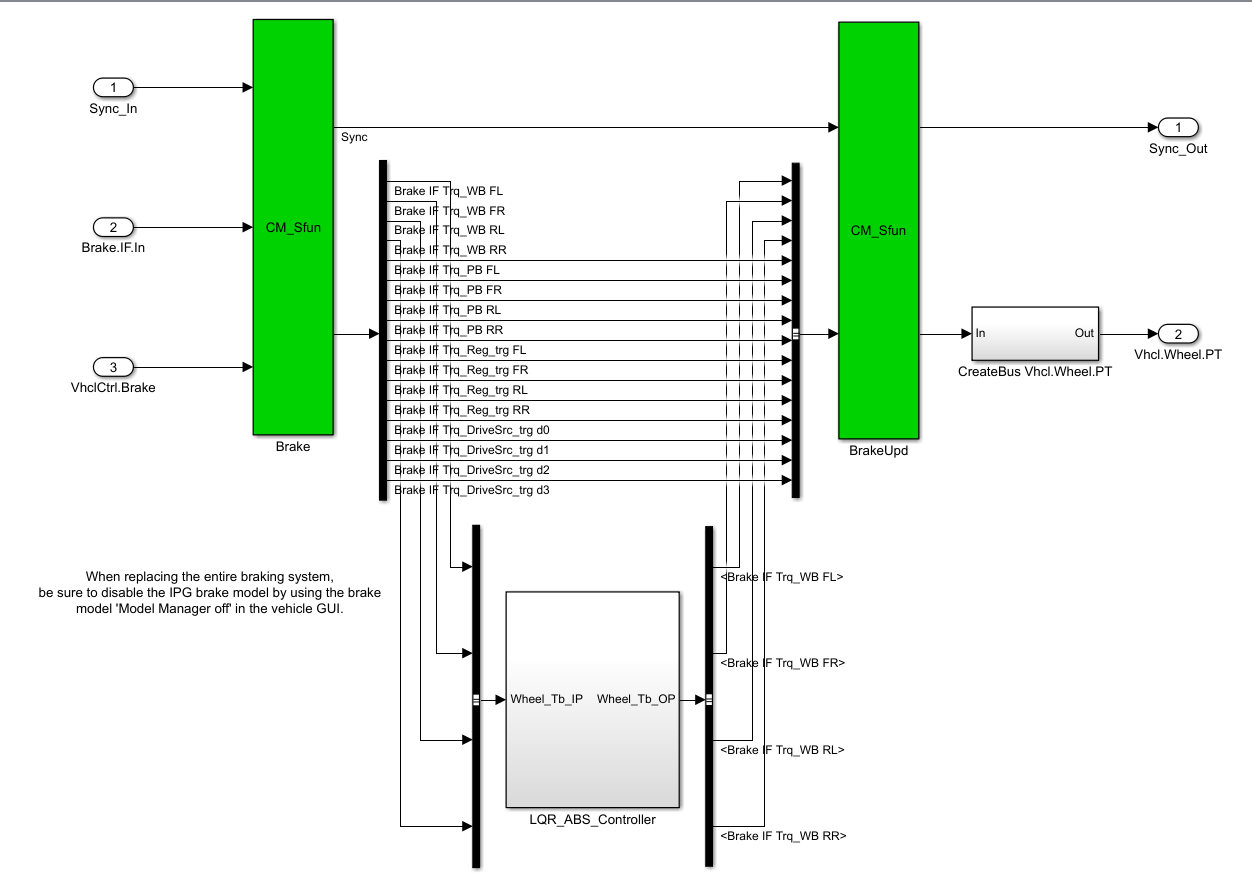 1
Sync_In
2
Brake.IF.In
3
VhclCtrl.Brake
CM_Sfun
Brake
Sync
Brake IF Trq_WB FL
Brake IF Trq_WB FR
Brake IF Trq_WB RL
Brake IF Trq_WB RR
Brake IF Trq_PB FL
Brake IF Trq_PB FR
Brake IF Trq_PB RL
Brake IF Trq_PB RR
Brake IF Trq_Reg_trg FL
Brake IF Trq_Reg_trg FR
Brake IF Trq_Reg_trg RL
Brake IF Trq_Reg_trg RR
Brake IF Trq_DriveSrc_trg d0
Brake IF Trq_DriveSrc_trg d1
Brake IF Trq_DriveSrc_trg d2
Brake IF Trq_DriveSrc_trg d3
CM_Sfun
BrakeUpd
1
Sync_Out
In Out
CreateBus Vhcl.Wheel.PT
2
Vhcl.Wheel.PT
When replacing the entire braking system,
be sure to disable the IPG brake model by using the brake
model 'Model Manager off' in the vehicle GUI.
Wheel_Tb_IP Wheel_Tb_OP
LQR_ABS_Controller
<Brake IF Trq_WB FL>
<Brake IF Trq_WB FR>
<Brake IF Trq_WB RL>
<Brake IF Trq_WB RR>